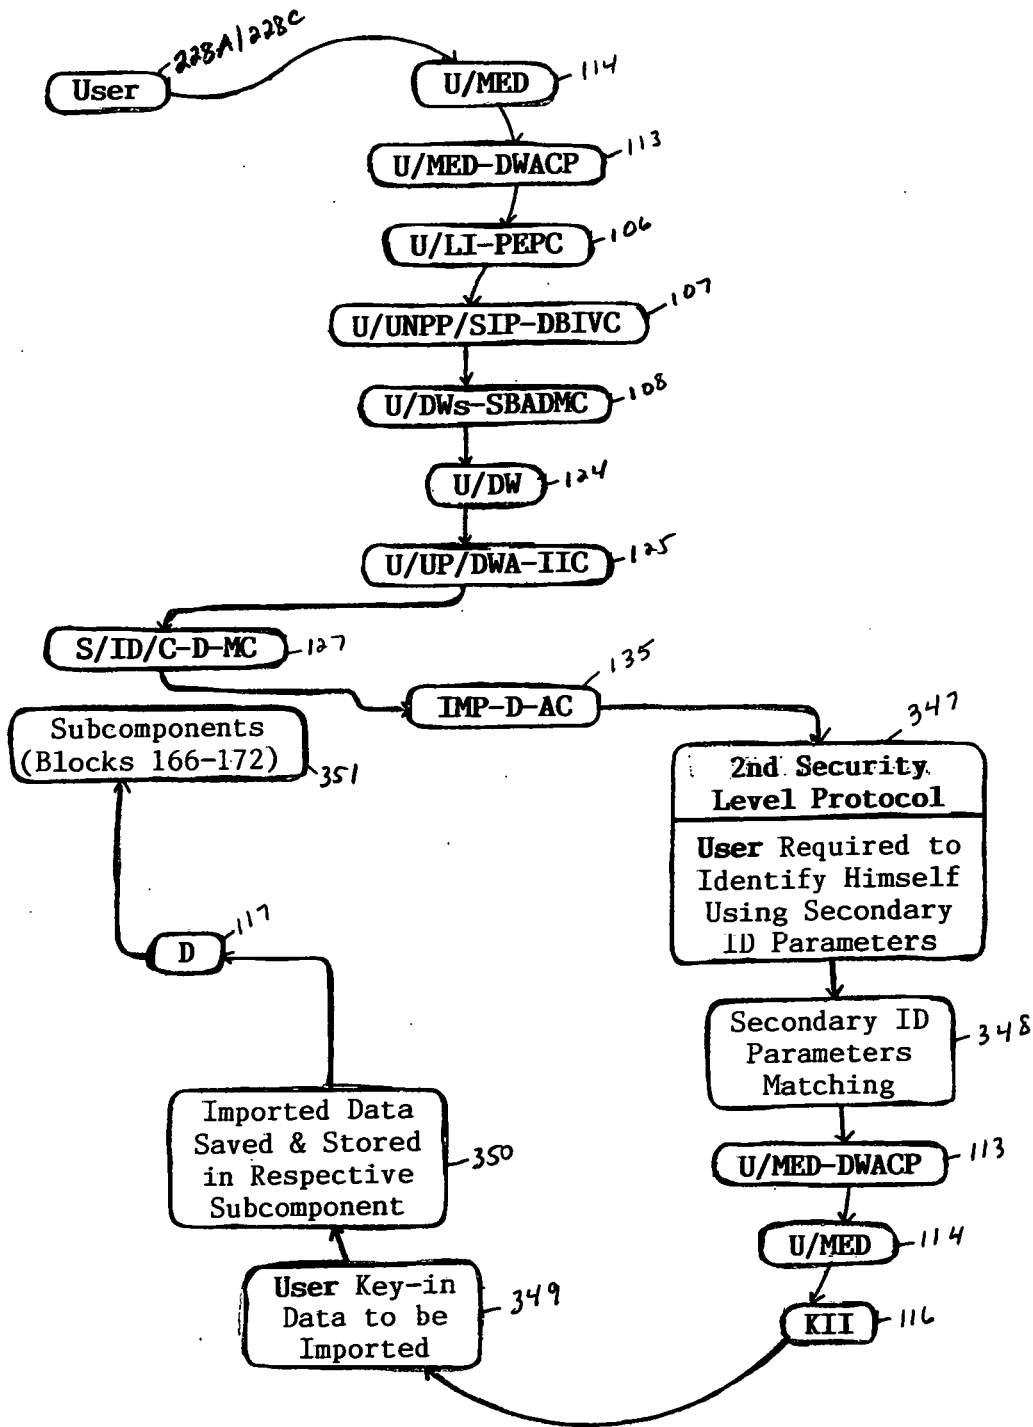 User
228A/228C
U/MED
114
U/MED-DWACP
113
U/LI-PEPC
106
U/UNPP/SIP-DBIVC
107
U/DWs-SBADMC
108
U/DW
124
U/UP/DWA-IIC
125
S/ID/C-D-MC
127
IMP-D-AC
135
347
2nd Security
Level Protocol
User Required to
Identify Himself
Using Secondary
ID Parameters
Secondary ID
Parameters
Matching
348
U/MED-DWACP
113
U/MED
114
KII
116
User Key-in
Data to be
Imported
349
Imported Data
Saved & Stored
in Respective
Subcomponent
350
D
117
Subcomponents
(Blocks 166-172)
351